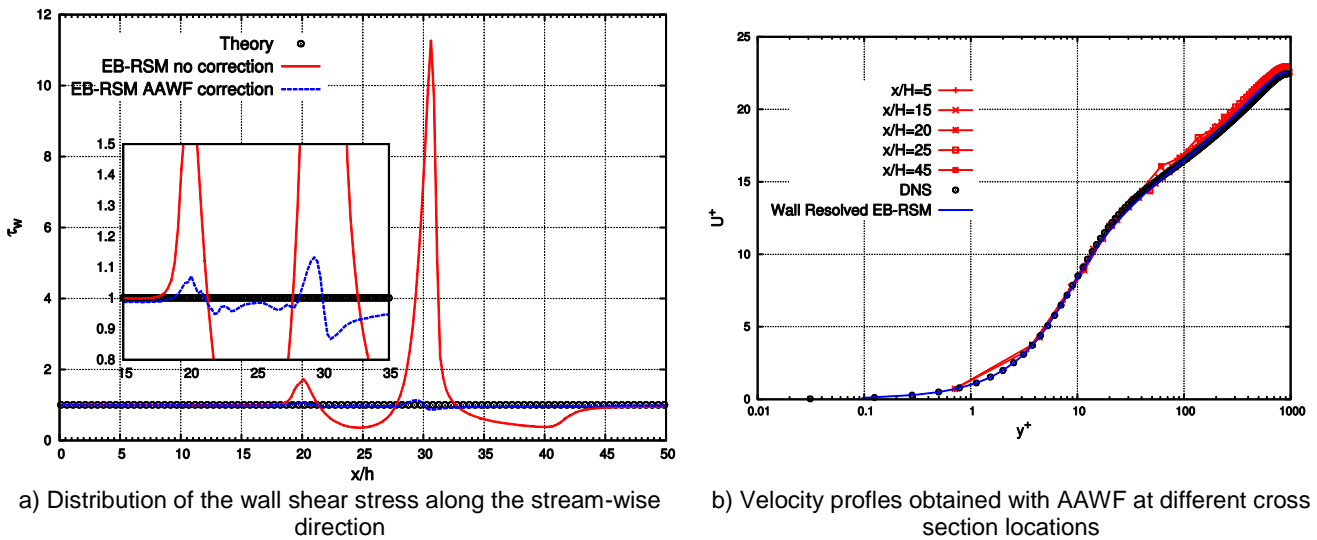 12
10
8
6
4
2
0
τw
Theory
EB-RSM no correction
EB-RSM AAWF correction
1.5
1.4
1.3
1.2
1.1
1
0.9
0.8
15 20 25 30 35
0 5 10 15 20 25 30 35 40 45 50
x/h
a) Distribution of the wall shear stress along the stream-wise
direction
25
20
15
10
5
0
U+
x/H=5
x/H=15
x/H=20
x/H=25
x/H=45
DNS
Wall Resolved EB-RSM
0.01 0.1 1 10 100 1000
y+
b) Velocity profles obtained with AAWF at different cross
section locations